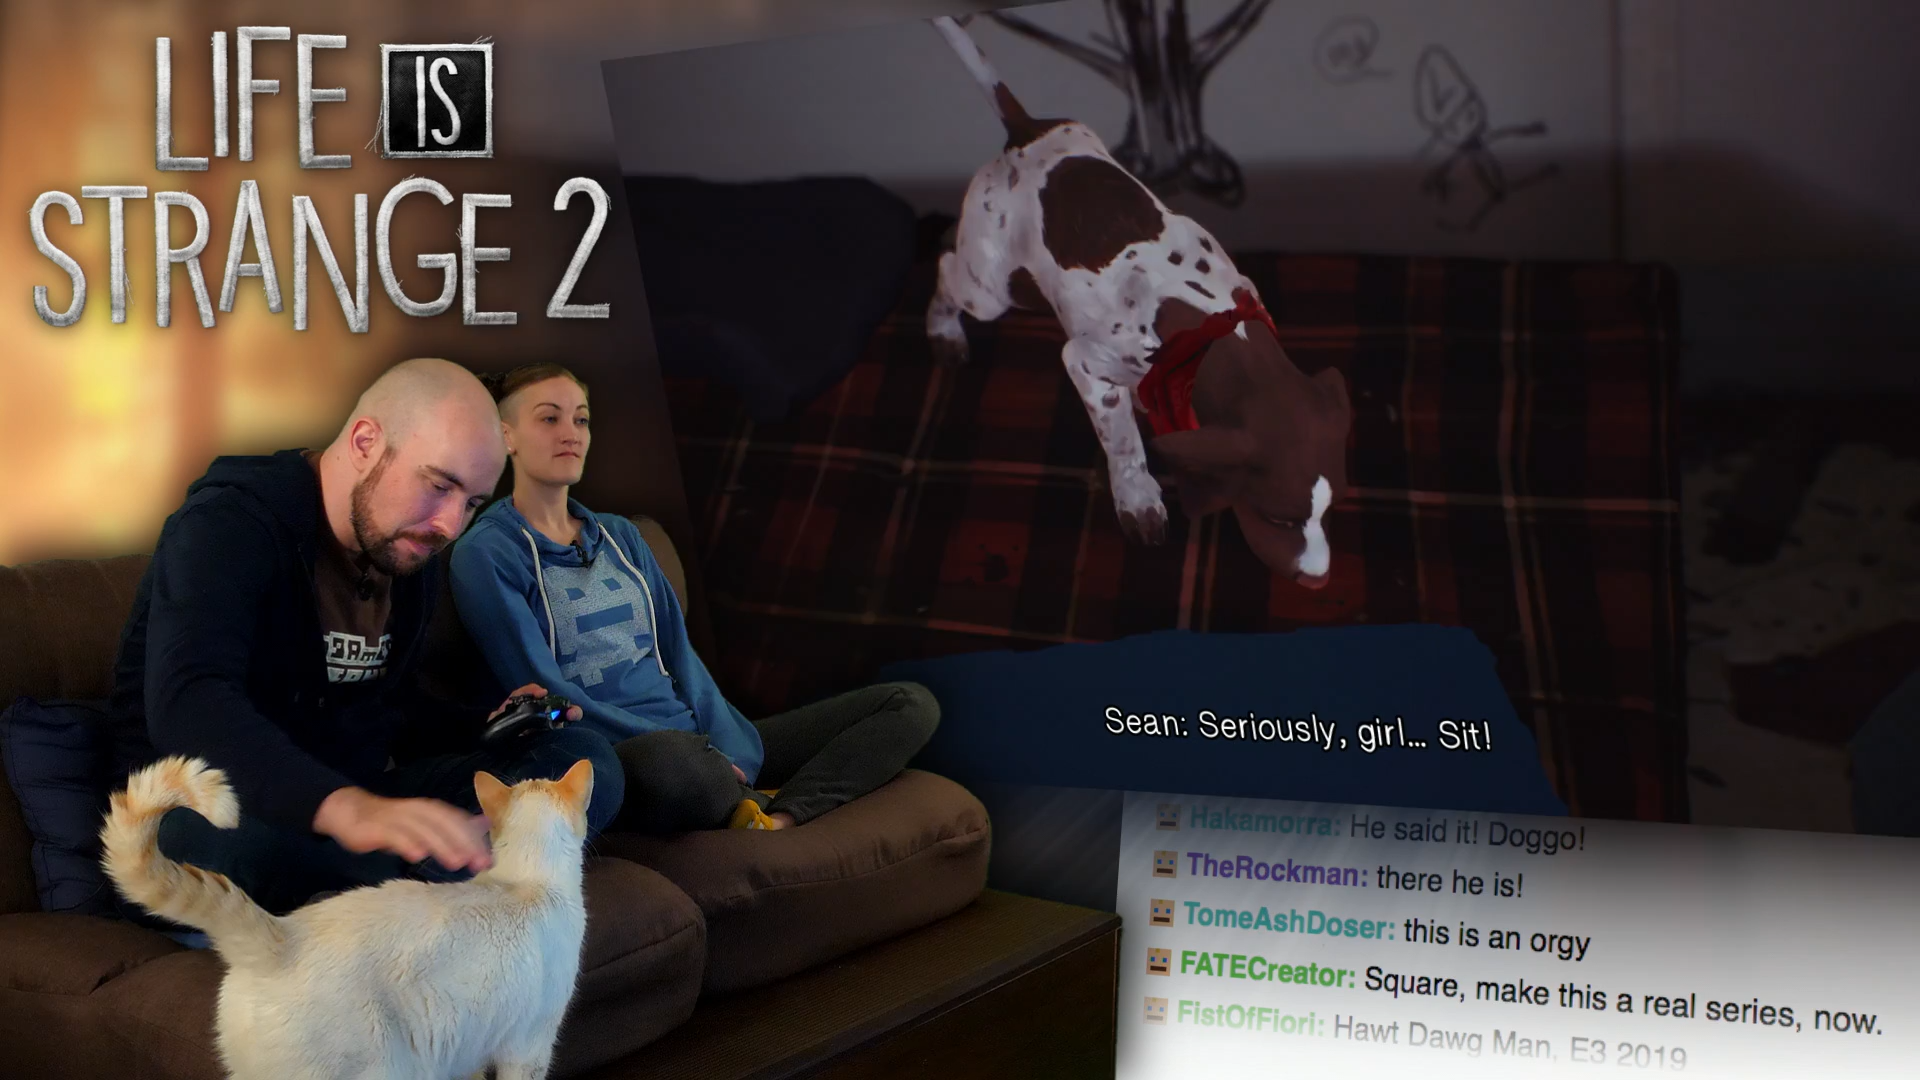 LIFE IS
STRANGE 2
Sean: Seriously, girl... Sit!
Hakamorra: He said it! Doggo!
TheRockman: there he is!
TomeAshDoser: this is an orgy
FATECreator: Square, make this a real series, now.
FistOfFiori: Hawt Dawg Man, E3 2019